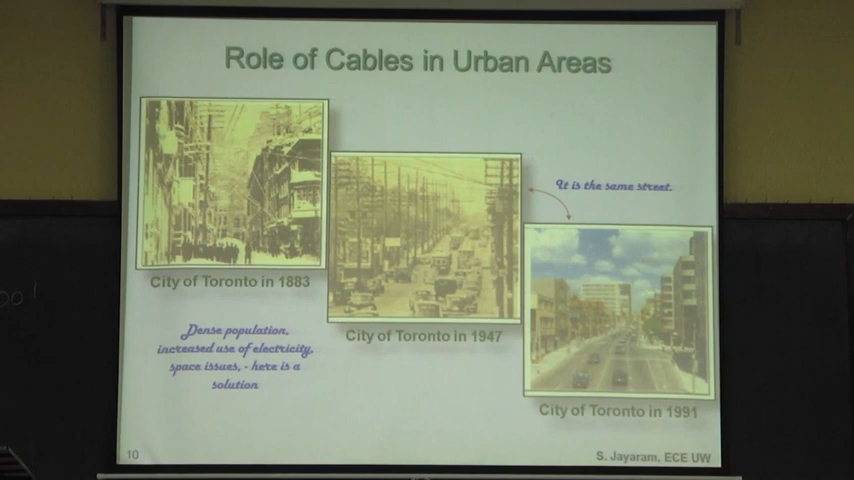 Role of Cables in Urban Areas
It is the same street.
City of Toronto in 1883
City of Toronto in 1947
Dense population,
increased use of electricity,
space issues, - here is a
solution
City of Toronto in 1991
10
S. Jayaram, ECE UW